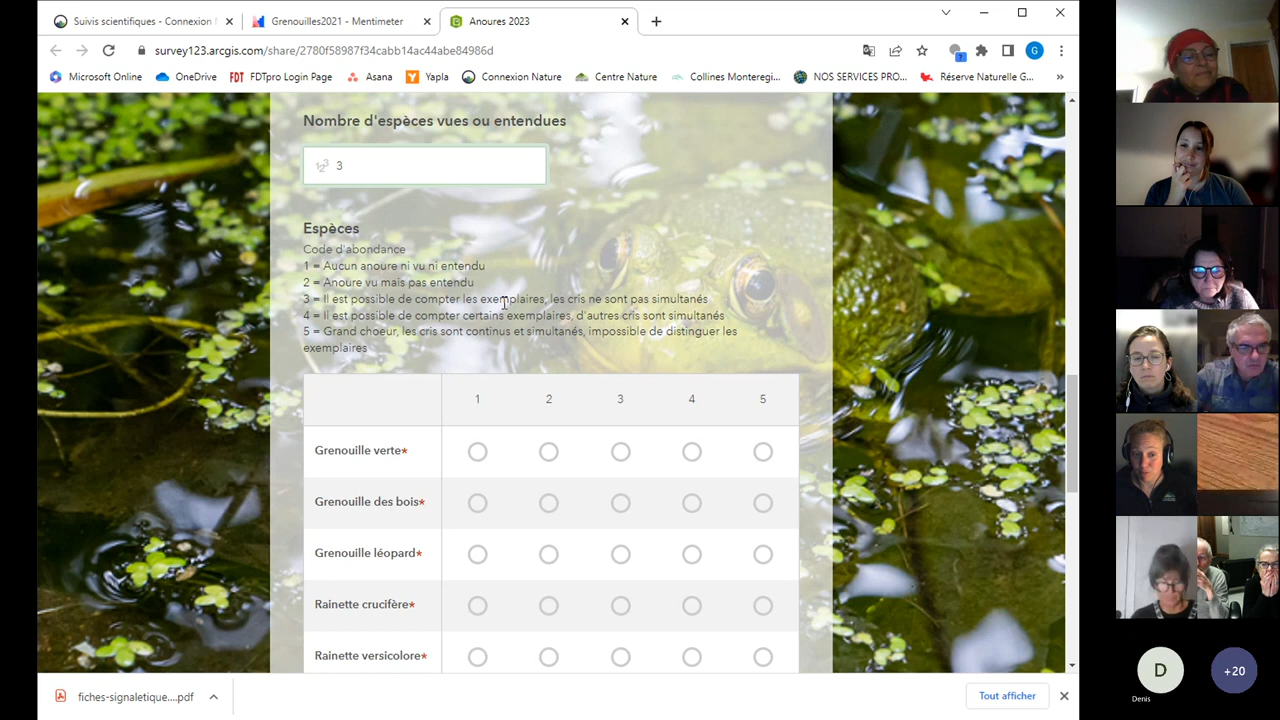 Suivis scientifiques - Connexion
Grenouilles2021 - Mentimeter
Anoures 2023
survey123.arcgis.com/share/2780f58987f34cabb14ac44abe84986d
G
?
Microsoft Online
OneDrive
FDT FDTpro Login Page
Asana
Yapla
Connexion Nature
Centre Nature
Collines Monteregi...
NOS SERVICES PRO...
Réserve Naturelle G...
»
Nombre d'espèces vues ou entendues
123 3
Espèces
Code d'abondance
1 = Aucun anoure ni vu ni entendu
2 = Anoure vu mais pas entendu
3 = Il est possible de compter les exemplaires, les cris ne sont pas simultanés
4 = Il est possible de compter certains exemplaires, d'autres cris sont simultanés
5 = Grand choeur, les cris sont continus et simultanés, impossible de distinguer les
exemplaires
1 2 3 4 5
Grenouille verte*
Grenouille des bois*
Grenouille léopard*
Rainette crucifère*
Rainette versicolore*
fiches-signaletique....pdf
Tout afficher
D
Denis
+20